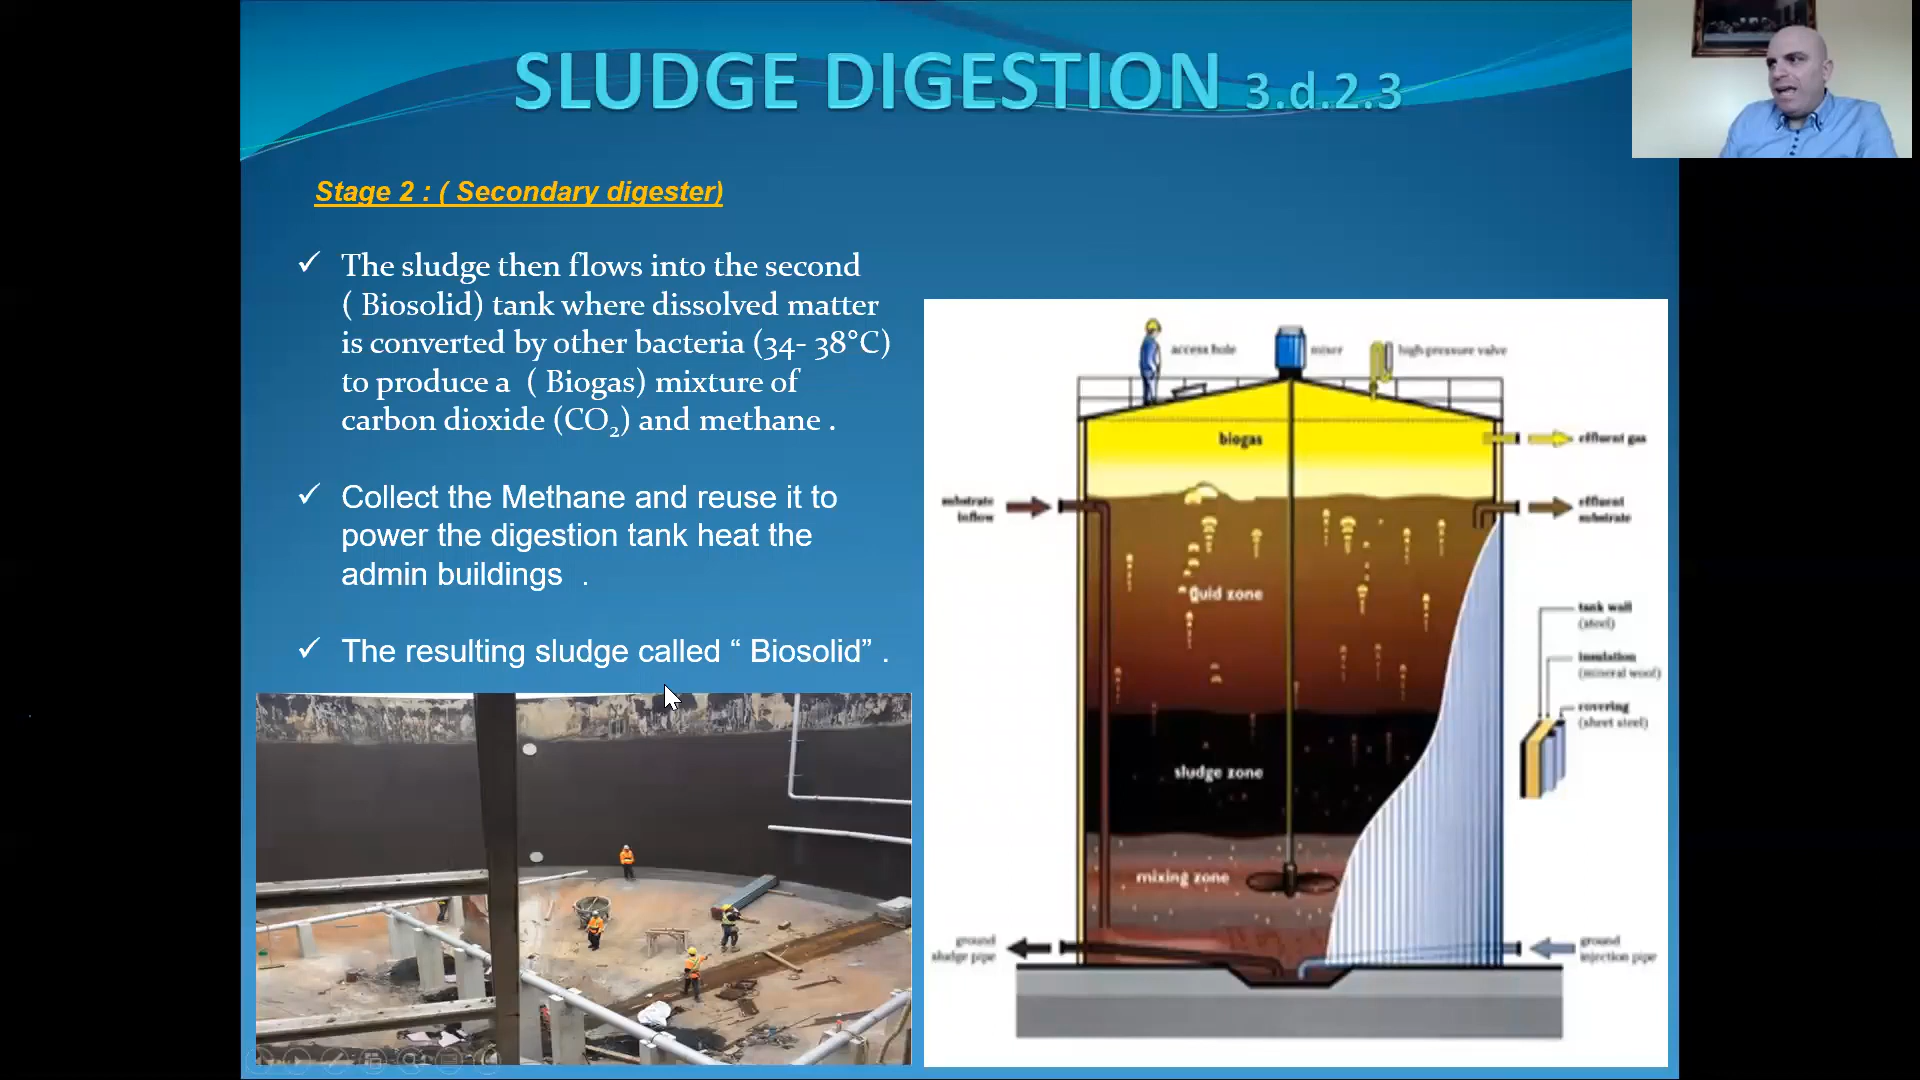 SLUDGE DIGESTION 3.d.2.3
Stage 2 : ( Secondary digester)
✓ The sludge then flows into the second
( Biosolid) tank where dissolved matter
is converted by other bacteria (34- 38°C)
to produce a ( Biogas) mixture of
carbon dioxide (CO₂) and methane .
✓ Collect the Methane and reuse it to
power the digestion tank heat the
admin buildings .
✓ The resulting sludge called “ Biosolid” .
access hole
mixer
high pressure valve
biogas
effluent gas
substrate
inflow
effluent
substrate
fluid zone
tank wall
(steel)
insulation
(mineral wool)
covering
(sheet steel)
sludge zone
mixing zone
ground
sludge pipe
ground
injection pipe